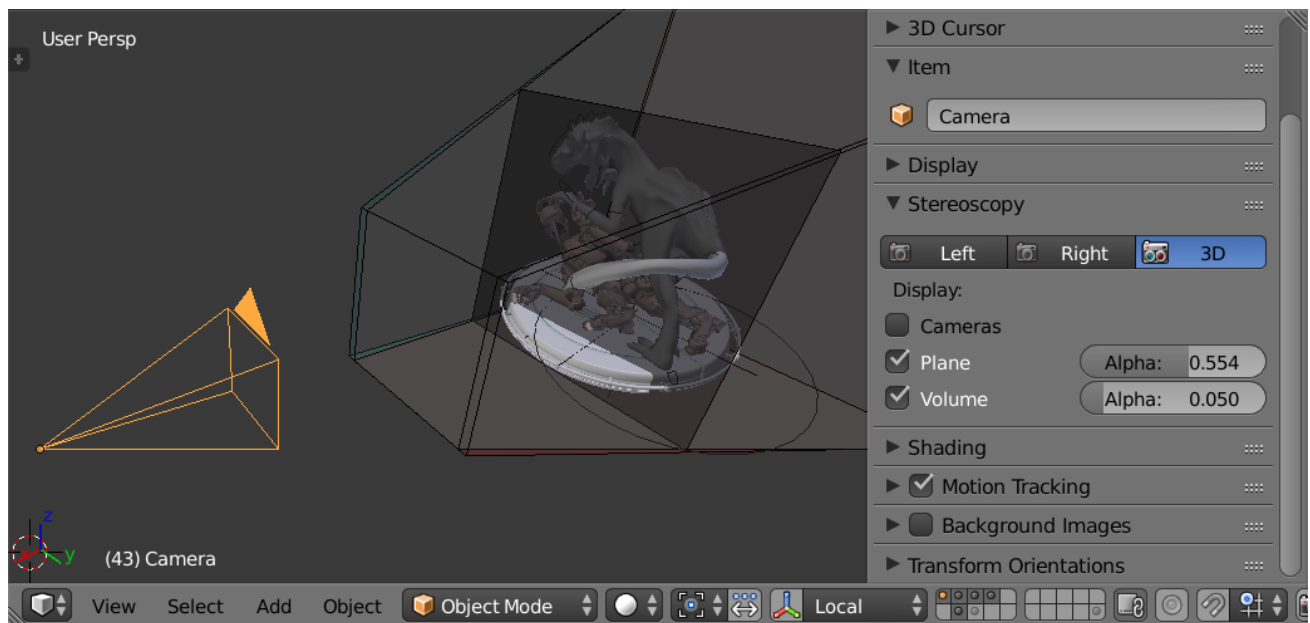 User Persp
3D Cursor
Item
Camera
Display
Stereoscopy
Left Right 3D
Display:
Cameras
Plane Alpha: 0.554
Volume Alpha: 0.050
Shading
Motion Tracking
Background Images
Transform Orientations
z
x y
(43) Camera
View Select Add Object Object Mode Local